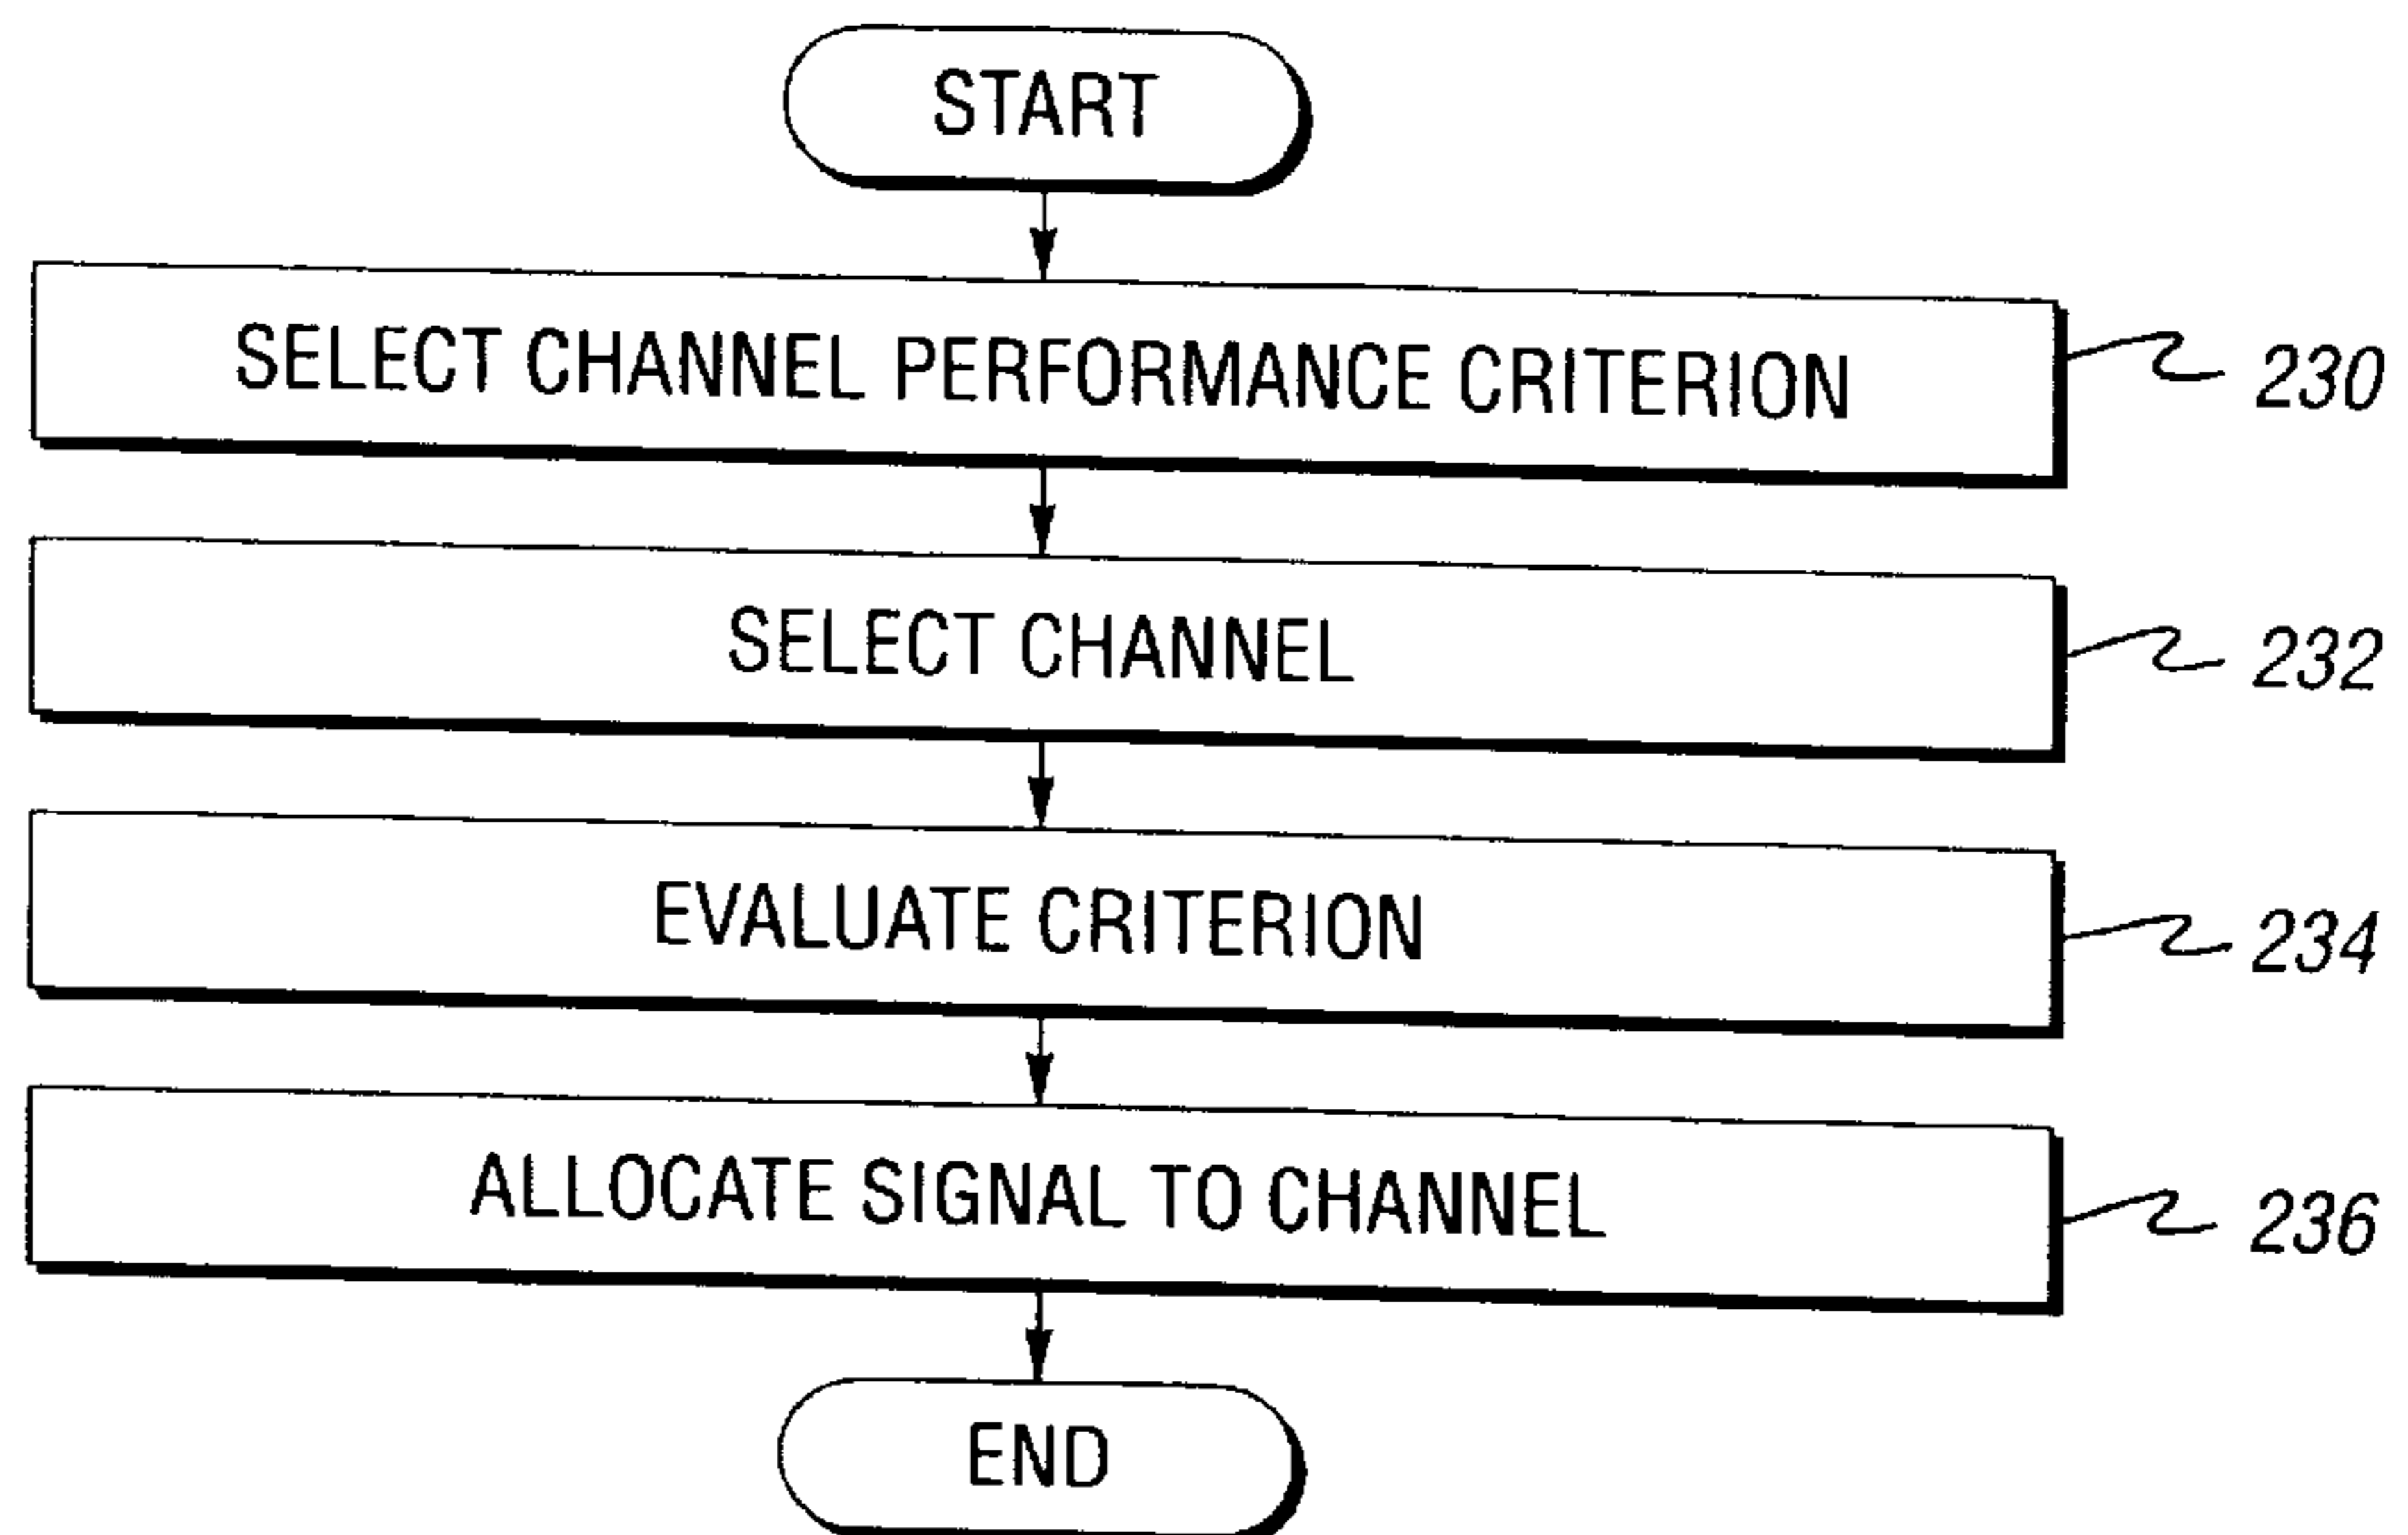 START
SELECT CHANNEL PERFORMANCE CRITERION
230
SELECT CHANNEL
232
EVALUATE CRITERION
234
ALLOCATE SIGNAL TO CHANNEL
236
END